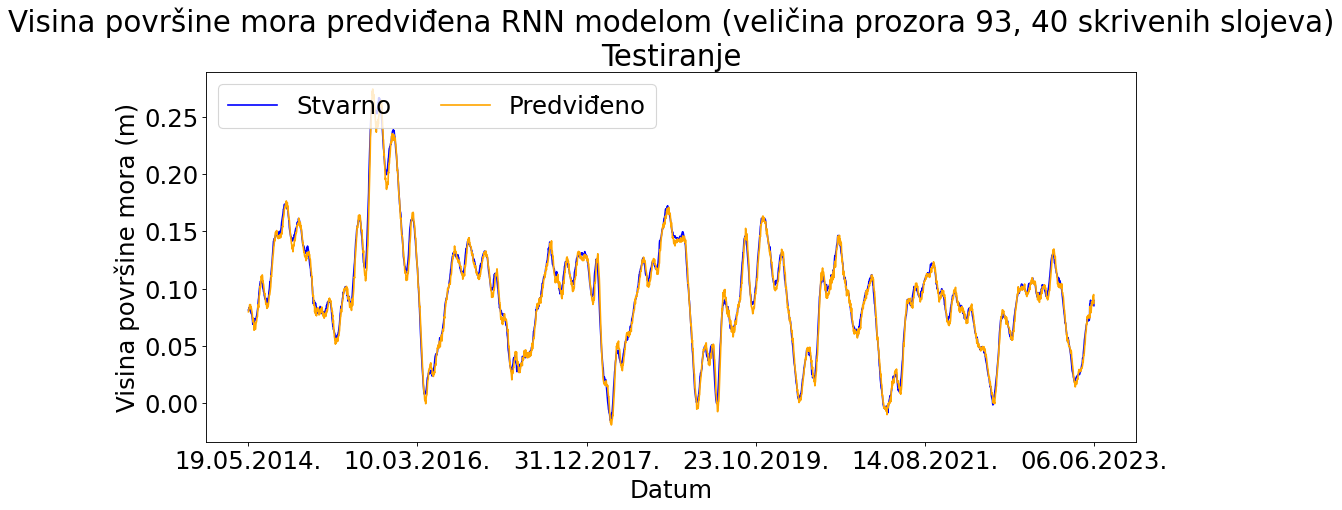 Visina površine mora predviđena RNN modelom (veličina prozora 93, 40 skrivenih slojeva)
Testiranje
Stvarno
Predviđeno
Visina površine mora (m)
0.25
0.20
0.15
0.10
0.05
0.00
19.05.2014.
10.03.2016.
31.12.2017.
23.10.2019.
14.08.2021.
06.06.2023.
Datum